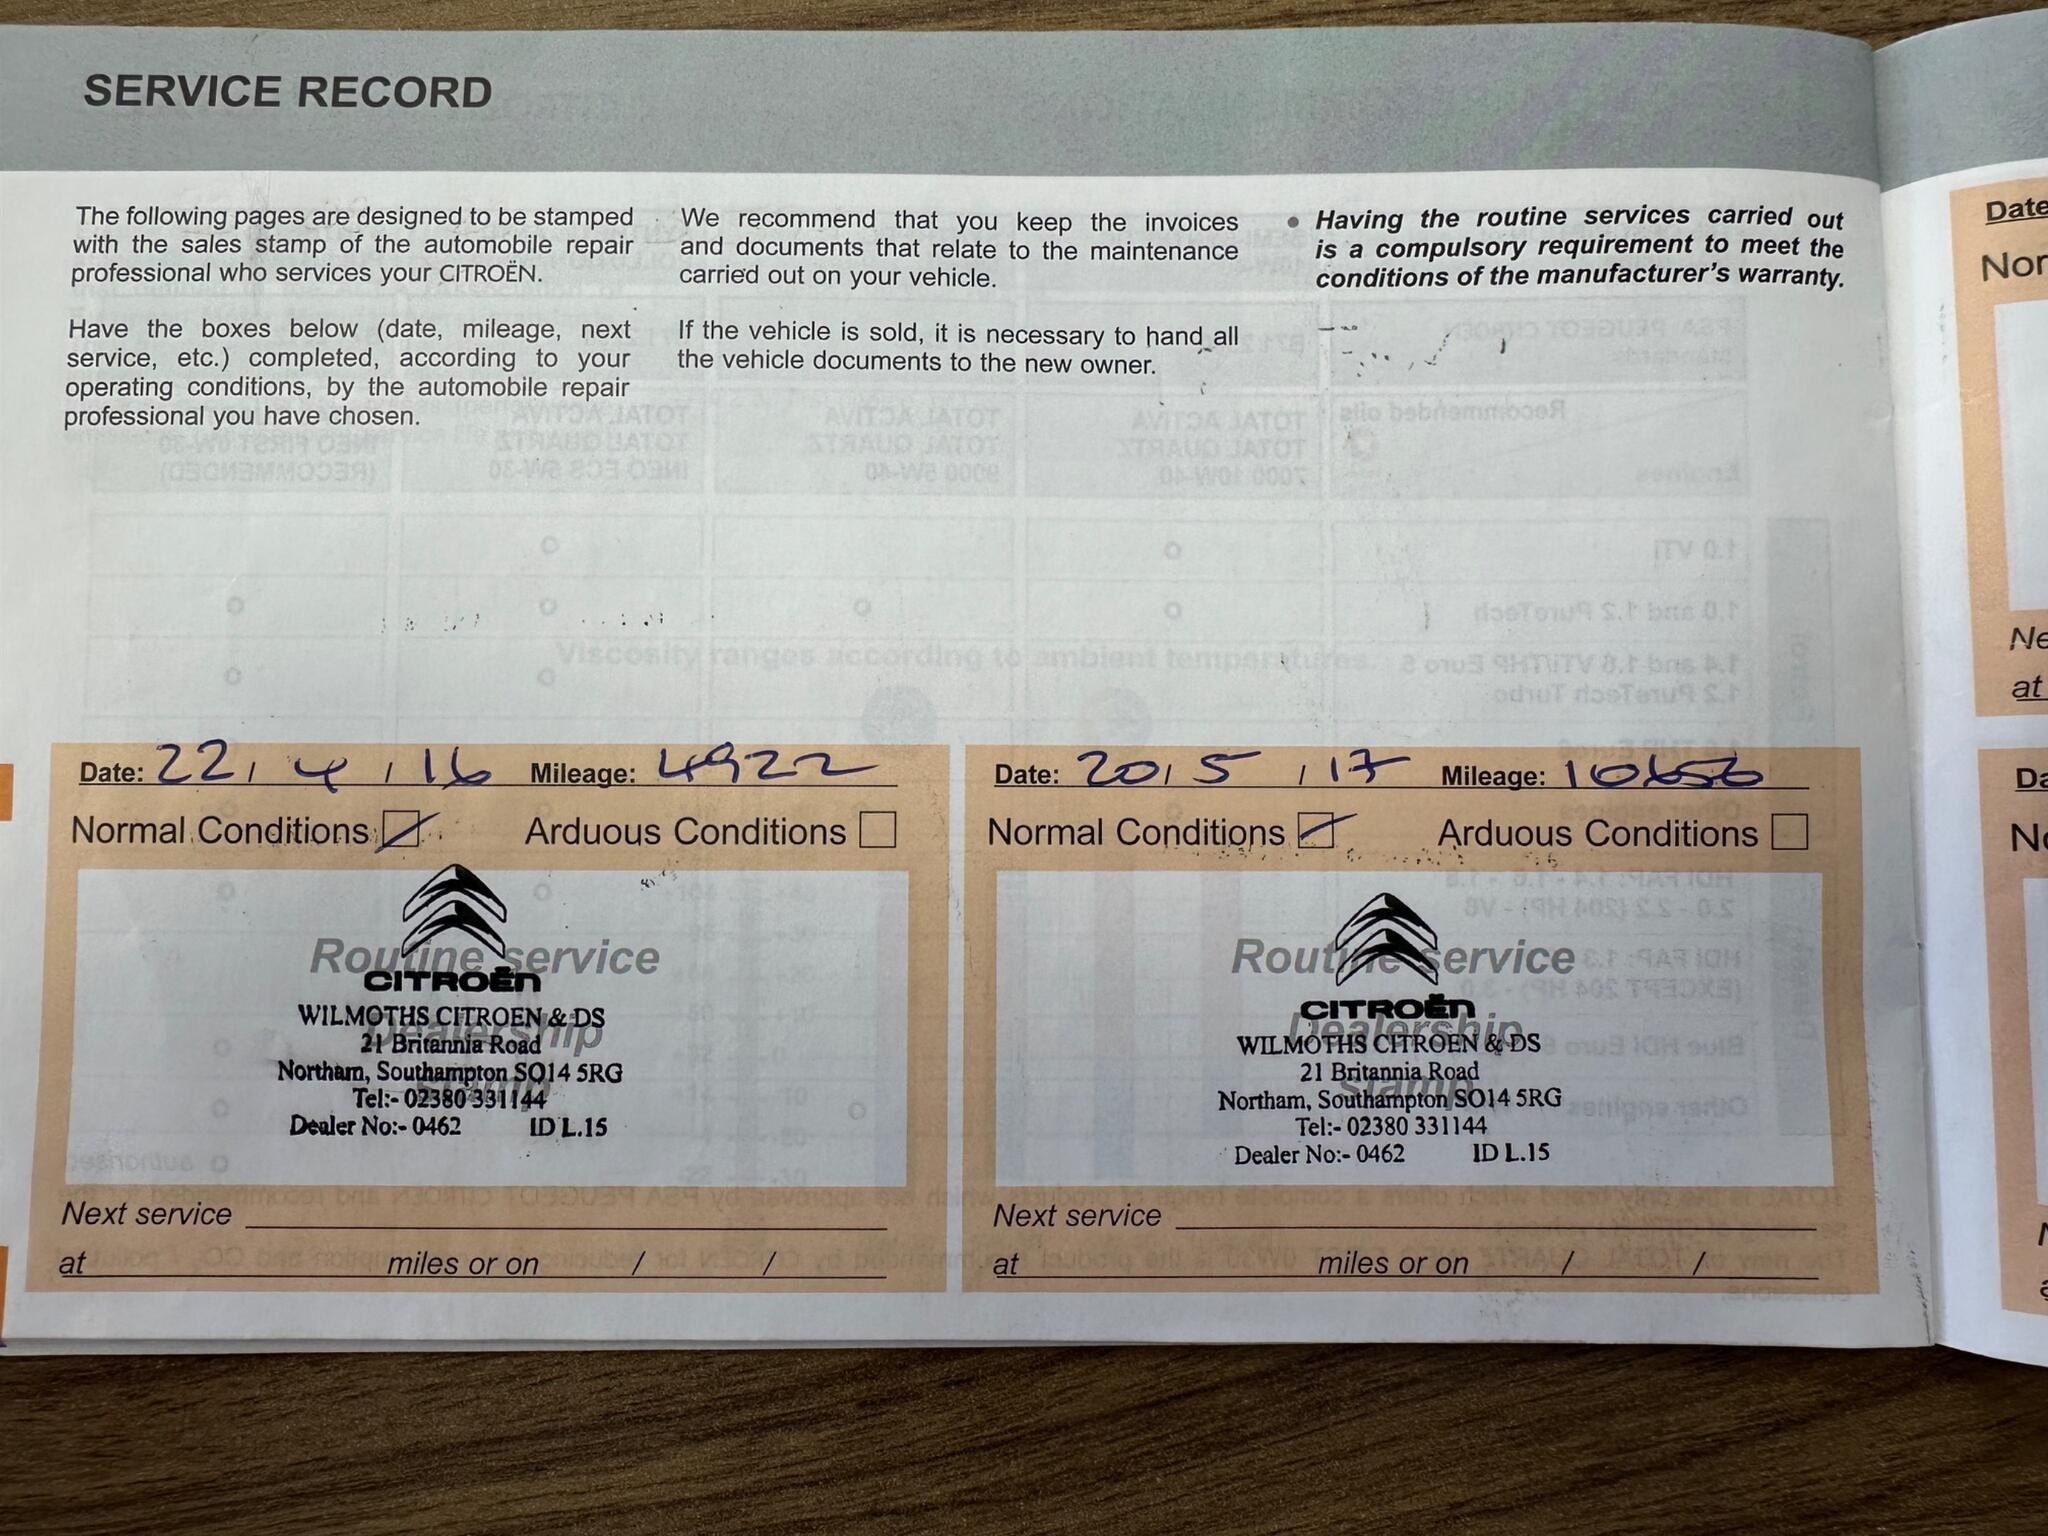 SERVICE RECORD
The following pages are designed to be stamped
with the sales stamp of the automobile repair
professional who services your CITROËN.
Have the boxes below (date, mileage, next
service, etc.) completed, according to your
operating conditions, by the automobile repair
professional you have chosen.
We recommend that you keep the invoices
and documents that relate to the maintenance
carried out on your vehicle.
If the vehicle is sold, it is necessary to hand all
the vehicle documents to the new owner.
• Having the routine services carried out
is a compulsory requirement to meet the
conditions of the manufacturer's warranty.
Date: 22 / 4 / 16 Mileage: 4922
Normal Conditions Arduous Conditions
Routine service
CITROËN
WILMOTHS CITROEN & DS
Dealership
21 Britannia Road
Northam, Southampton SO14 5RG
stamp
Tel:- 02380 331144
Dealer No:- 0462 ID L.15
Next service
at miles or on / /
Date: 20 / 5 / 17 Mileage: 10656
Normal Conditions Arduous Conditions
Routine service
CITROËN
Dealership
WILMOTHS CITROEN & DS
21 Britannia Road
stamp
Northam, Southampton SO14 5RG
Tel:- 02380 331144
Dealer No:- 0462 ID L.15
Next service
at miles or on / /
Date
at